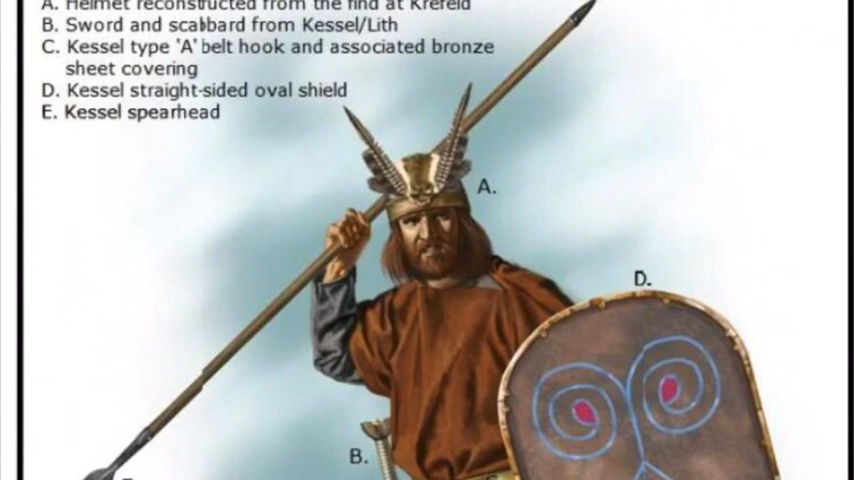 A. Helmet reconstructed from the find at Krefeld
B. Sword and scabbard from Kessel/Lith
C. Kessel type 'A' belt hook and associated bronze
sheet covering
D. Kessel straight-sided oval shield
E. Kessel spearhead
A.
D.
B.